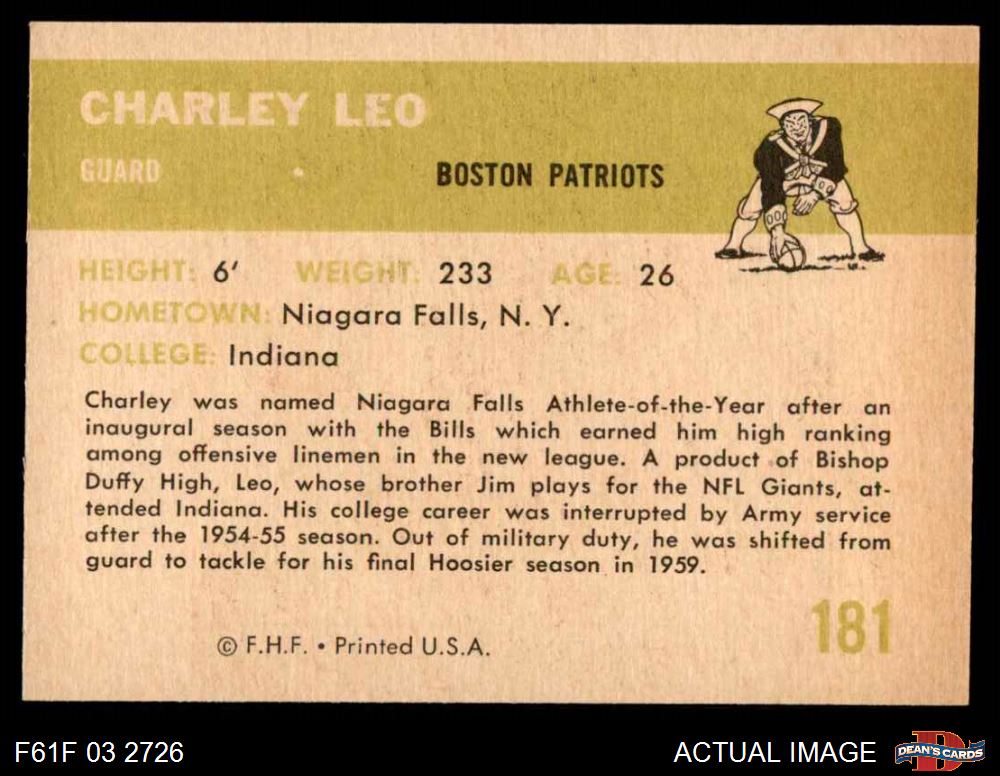 CHARLEY LEO
GUARD
BOSTON PATRIOTS
HEIGHT: 6' WEIGHT: 233 AGE: 26
HOMETOWN: Niagara Falls, N. Y.
COLLEGE: Indiana
Charley was named Niagara Falls Athlete-of-the-Year after an
inaugural season with the Bills which earned him high ranking
among offensive linemen in the new league. A product of Bishop
Duffy High, Leo, whose brother Jim plays for the NFL Giants, at-
tended Indiana. His college career was interrupted by Army service
after the 1954-55 season. Out of military duty, he was shifted from
guard to tackle for his final Hoosier season in 1959.
181
© F.H.F. • Printed U.S.A.
F61F 03 2726
ACTUAL IMAGE
DEAN'S CARDS